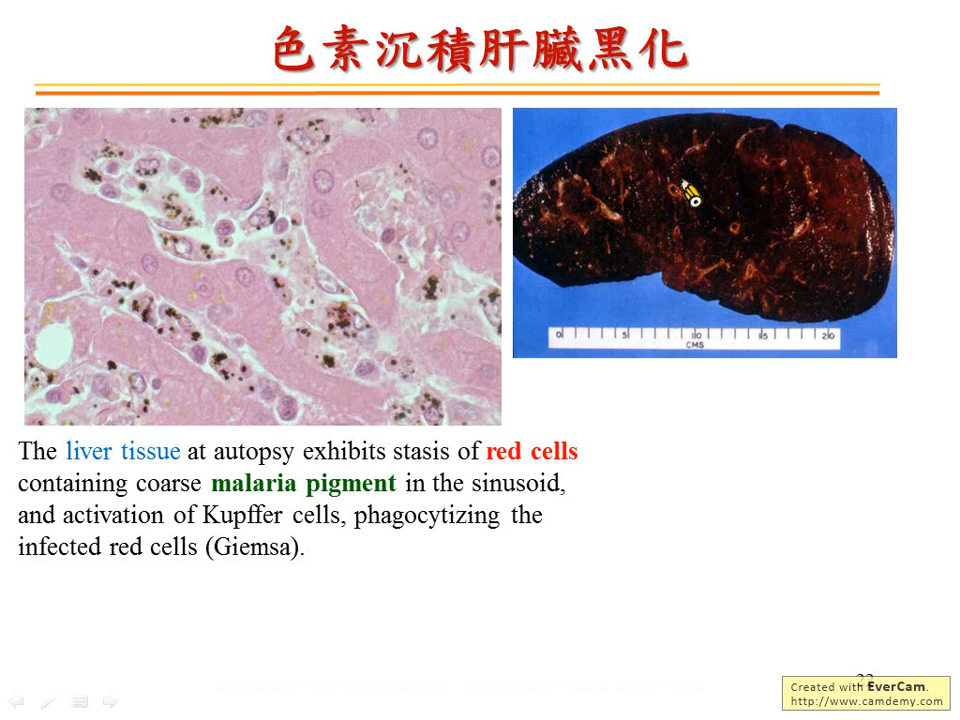 色素沉積肝臟黑化
0 5 10 15 20
CMS
The liver tissue at autopsy exhibits stasis of red cells
containing coarse malaria pigment in the sinusoid,
and activation of Kupffer cells, phagocytizing the
infected red cells (Giemsa).
Created with EverCam.
http://www.camdemy.com